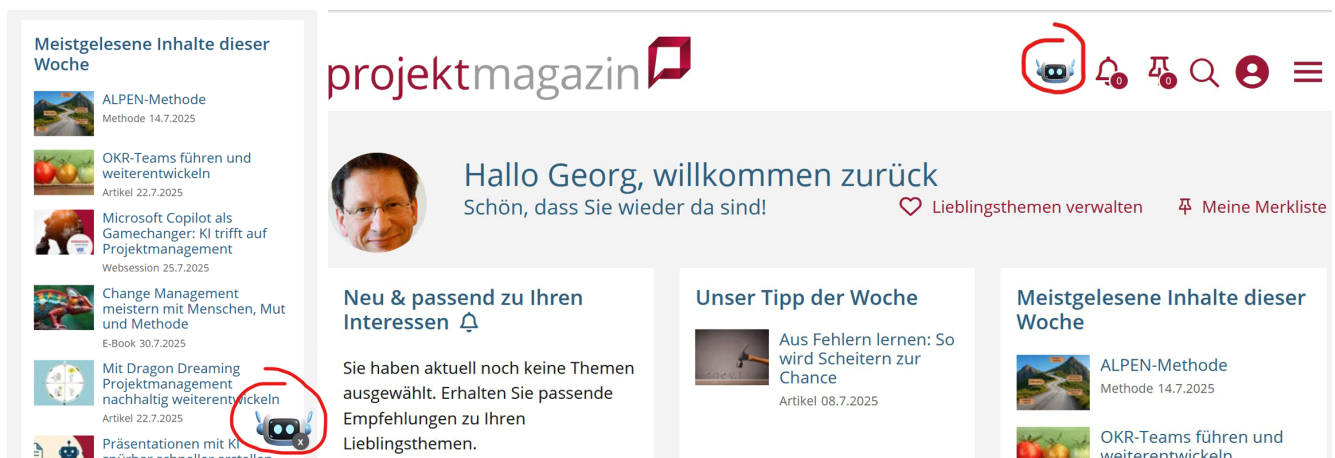 Meistgelesene Inhalte dieser
Woche
ALPEN-Methode
Methode 14.7.2025
OKR-Teams führen und
weiterentwickeln
Artikel 22.7.2025
Microsoft Copilot als
Gamechanger: KI trifft auf
Projektmanagement
Websession 25.7.2025
Change Management
meistern mit Menschen, Mut
und Methode
E-Book 30.7.2025
Mit Dragon Dreaming
Projektmanagement
nachhaltig weiterentwickeln
Artikel 22.7.2025
Präsentationen mit KI
spürbar schneller erstellen
x
projektmagazin
0
0
Hallo Georg, willkommen zurück
Schön, dass Sie wieder da sind!
Lieblingsthemen verwalten
Meine Merkliste
Neu & passend zu Ihren
Interessen
Sie haben aktuell noch keine Themen
ausgewählt. Erhalten Sie passende
Empfehlungen zu Ihren
Lieblingsthemen.
Unser Tipp der Woche
Aus Fehlern lernen: So
wird Scheitern zur
Chance
Artikel 08.7.2025
Meistgelesene Inhalte dieser
Woche
ALPEN-Methode
Methode 14.7.2025
OKR-Teams führen und
weiterentwickeln